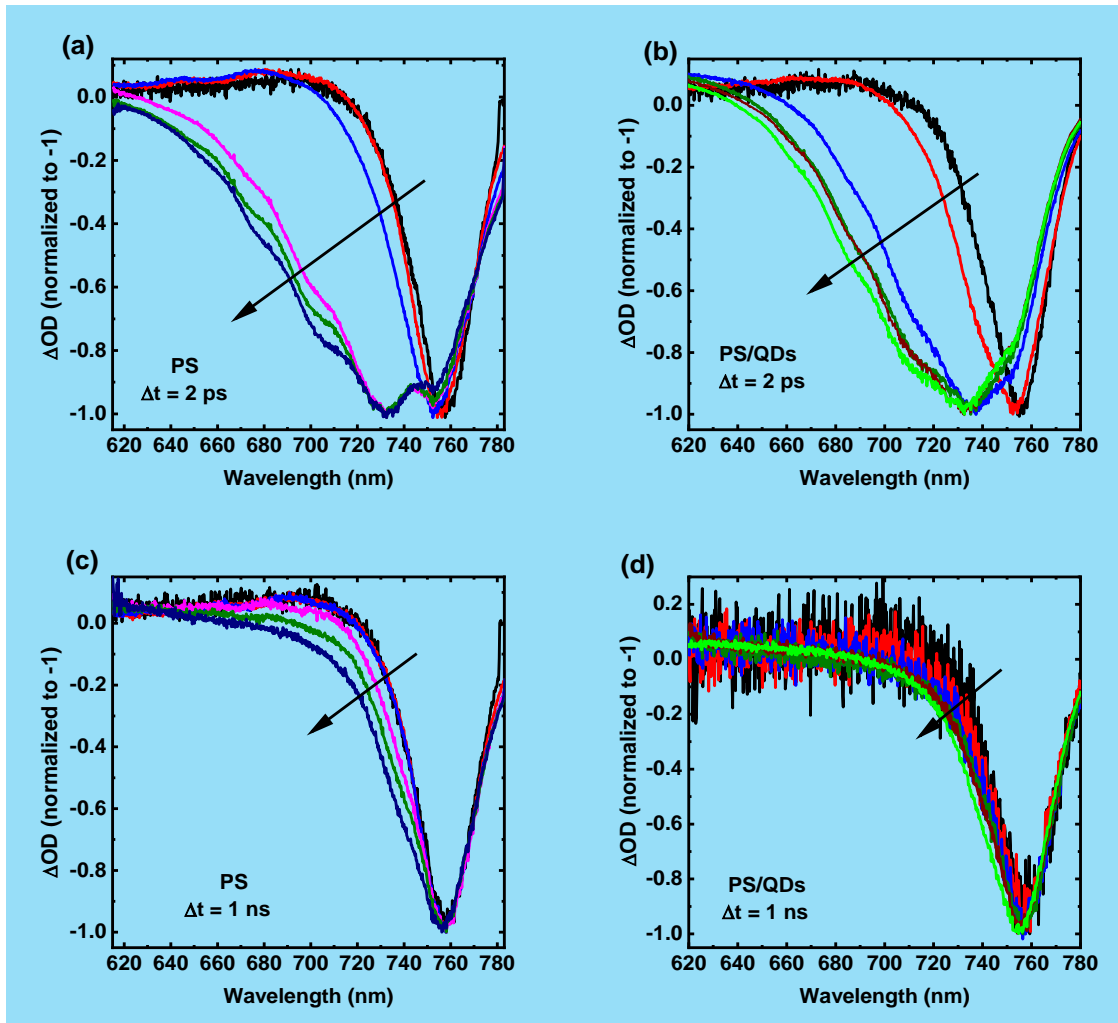 (a)
0.0
-0.2
-0.4
-0.6
-0.8
-1.0
ΔOD (normalized to -1)
PS
Δt = 2 ps
620 640 660 680 700 720 740 760 780
Wavelength (nm)
(b)
0.0
-0.2
-0.4
-0.6
-0.8
-1.0
ΔOD (normalized to -1)
PS/QDs
Δt = 2 ps
620 640 660 680 700 720 740 760 780
Wavelength (nm)
(c)
0.0
-0.2
-0.4
-0.6
-0.8
-1.0
ΔOD (normalized to -1)
PS
Δt = 1 ns
620 640 660 680 700 720 740 760 780
Wavelength (nm)
(d)
0.2
0.0
-0.2
-0.4
-0.6
-0.8
-1.0
ΔOD (normalized to -1)
PS/QDs
Δt = 1 ns
620 640 660 680 700 720 740 760 780
Wavelength (nm)